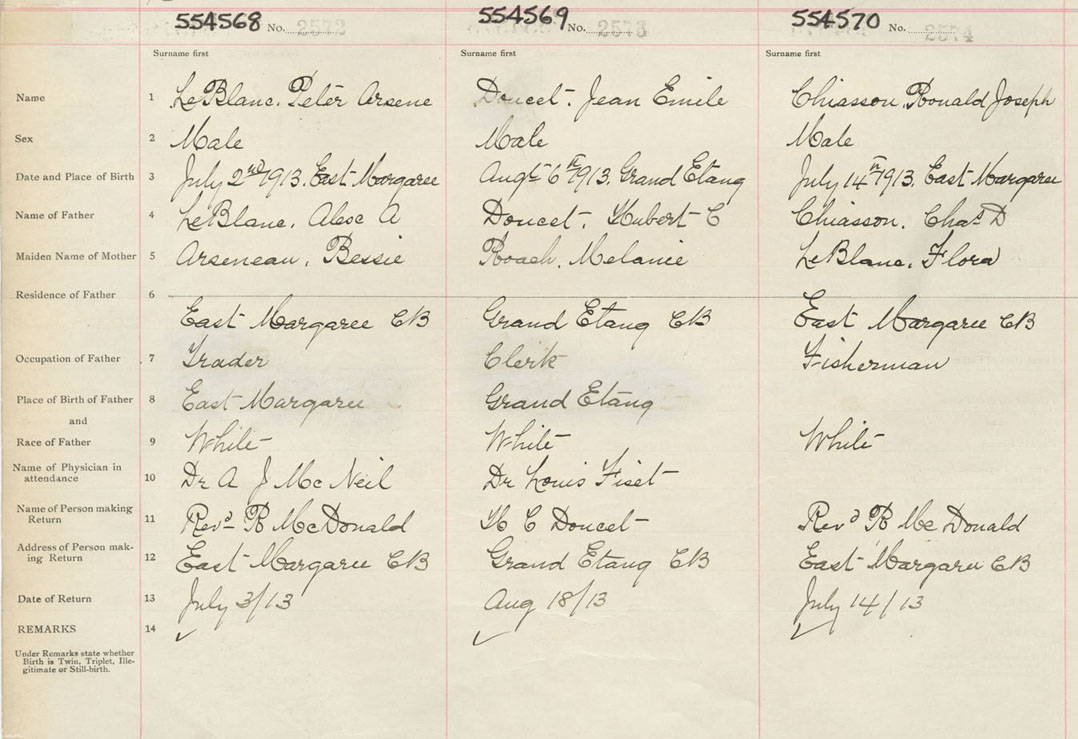 554568 No. 2572 554569 No. 2573 554570 No. 2574
Surname first Surname first Surname first
Name 1 LeBlanc. Peter Arsene Doucet. Jean Emile Chiasson. Ronald Joseph
Sex 2 Male Male Male
Date and Place of Birth 3 July 2nd 1913. East Margaree Augt 6th 1913. Grand Etang July 14th 1913. East Margaree
Name of Father 4 LeBlanc, Alex A Doucet. Hubert C Chiasson. Chas D
Maiden Name of Mother 5 Arseneau, Bessie Roach. Melanie LeBlanc, Flora
Residence of Father 6
East Margaree CB Grand Etang CB East Margaree CB
Occupation of Father 7 Trader Clerk Fisherman
Place of Birth of Father 8 East Margaree Grand Etang
and
Race of Father 9 White White White
Name of Physician in
attendance 10 Dr A J McNeil Dr Louis Fiset
Name of Person making
Return 11 Revd R McDonald H C Doucet Revd R McDonald
Address of Person mak-
ing Return 12 East Margaree CB Grand Etang CB East Margaree CB
Date of Return 13 July 3/13 Aug 18/13 July 14/13
REMARKS 14
Under Remarks state whether
Birth is Twin, Triplet, Ille-
gitimate or Still-birth.